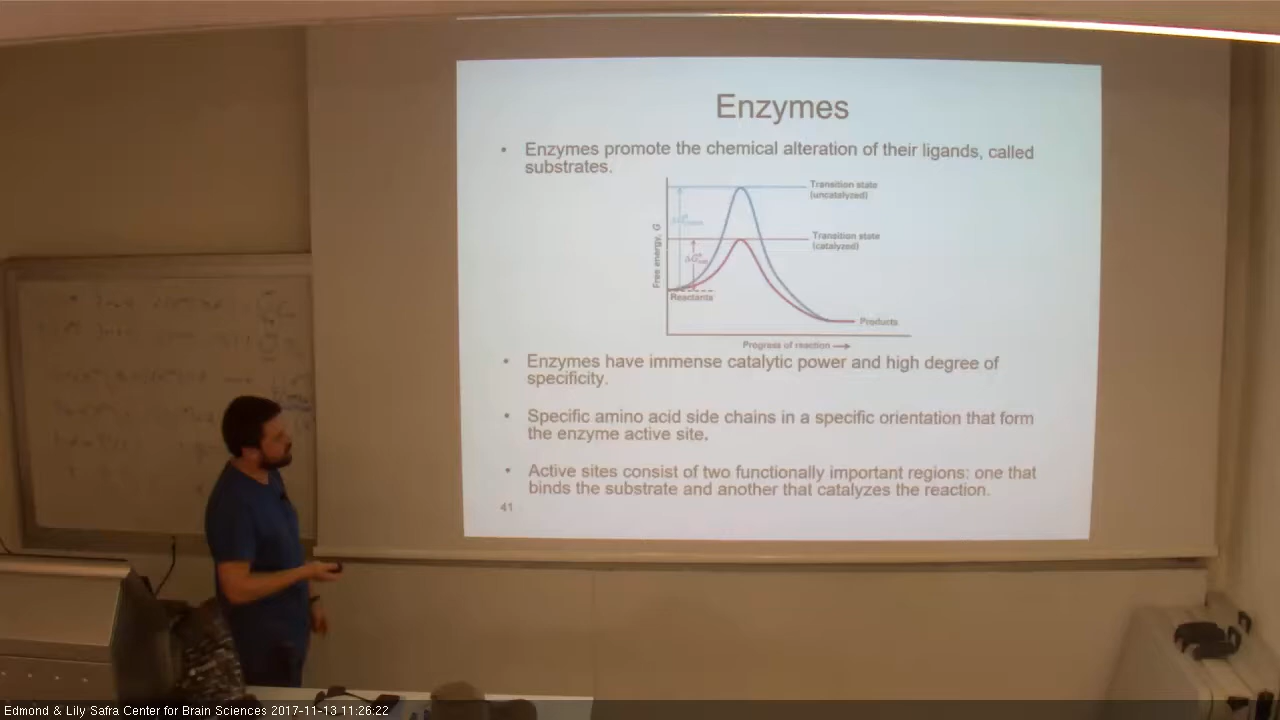 Enzymes
• Enzymes promote the chemical alteration of their ligands, called
substrates.
Transition state
(uncatalyzed)
Transition state
(catalyzed)
Free energy, G
Reactants
Products
Progress of reaction
• Enzymes have immense catalytic power and high degree of
specificity.
• Specific amino acid side chains in a specific orientation that form
the enzyme active site.
• Active sites consist of two functionally important regions: one that
binds the substrate and another that catalyzes the reaction.
41
Edmond & Lily Safra Center for Brain Sciences 2017-11-13 11:26:22